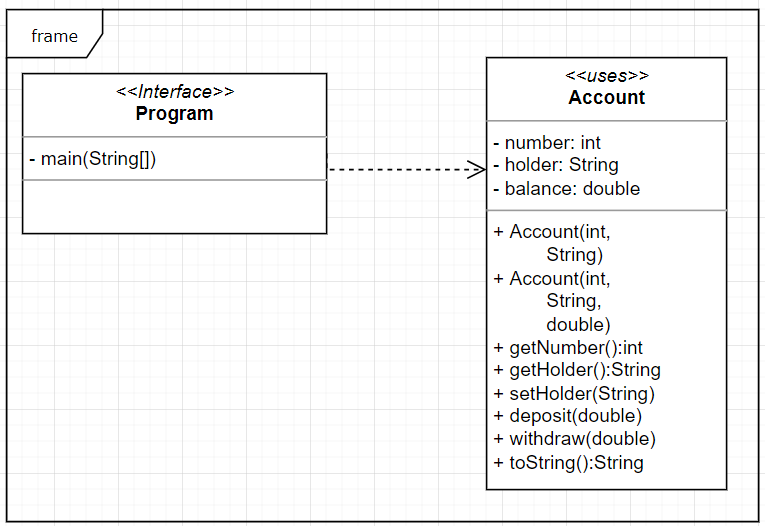 frame
<<Interface>>
Program
- main(String[])
<<uses>>
Account
- number: int
- holder: String
- balance: double
+ Account(int,
String)
+ Account(int,
String,
double)
+ getNumber():int
+ getHolder():String
+ setHolder(String)
+ deposit(double)
+ withdraw(double)
+ toString():String